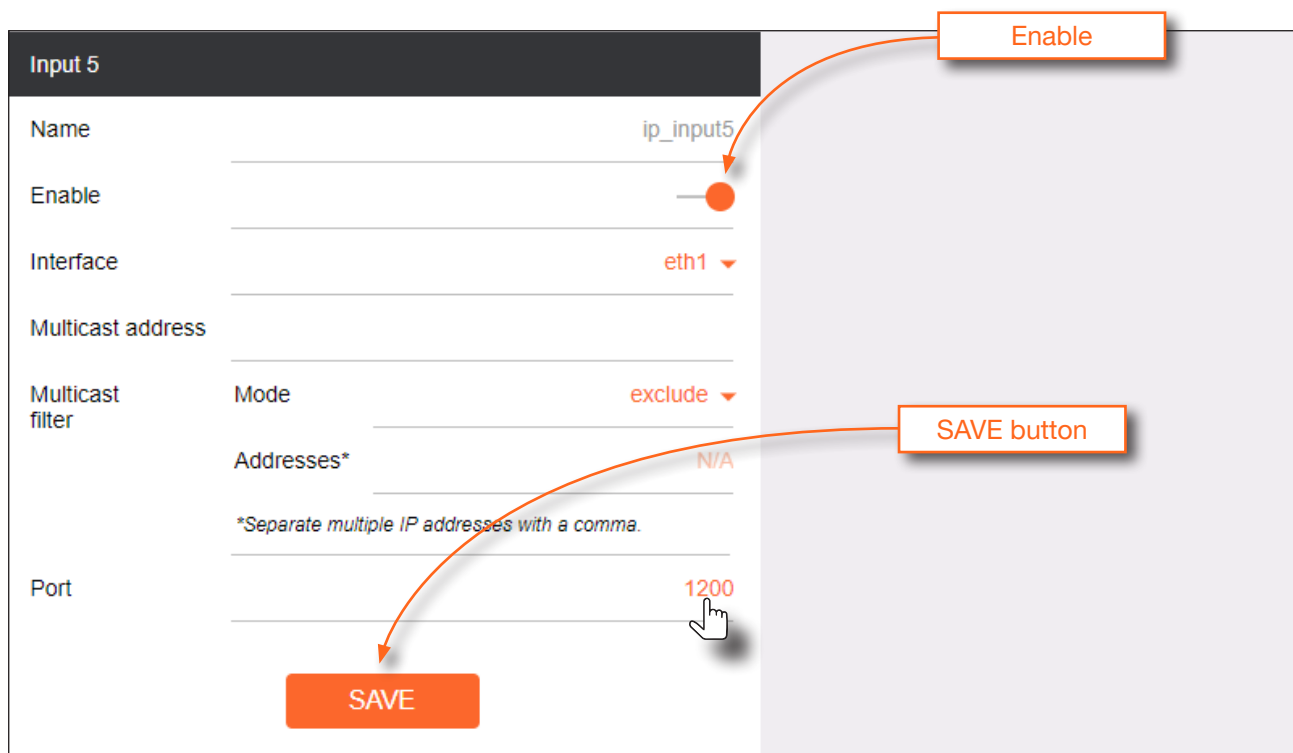 Enable
Input 5
Name ip_input5
Enable
Interface eth1
Multicast address
Multicast filter Mode exclude
SAVE button
Addresses* N/A
*Separate multiple IP addresses with a comma.
Port 1200
SAVE